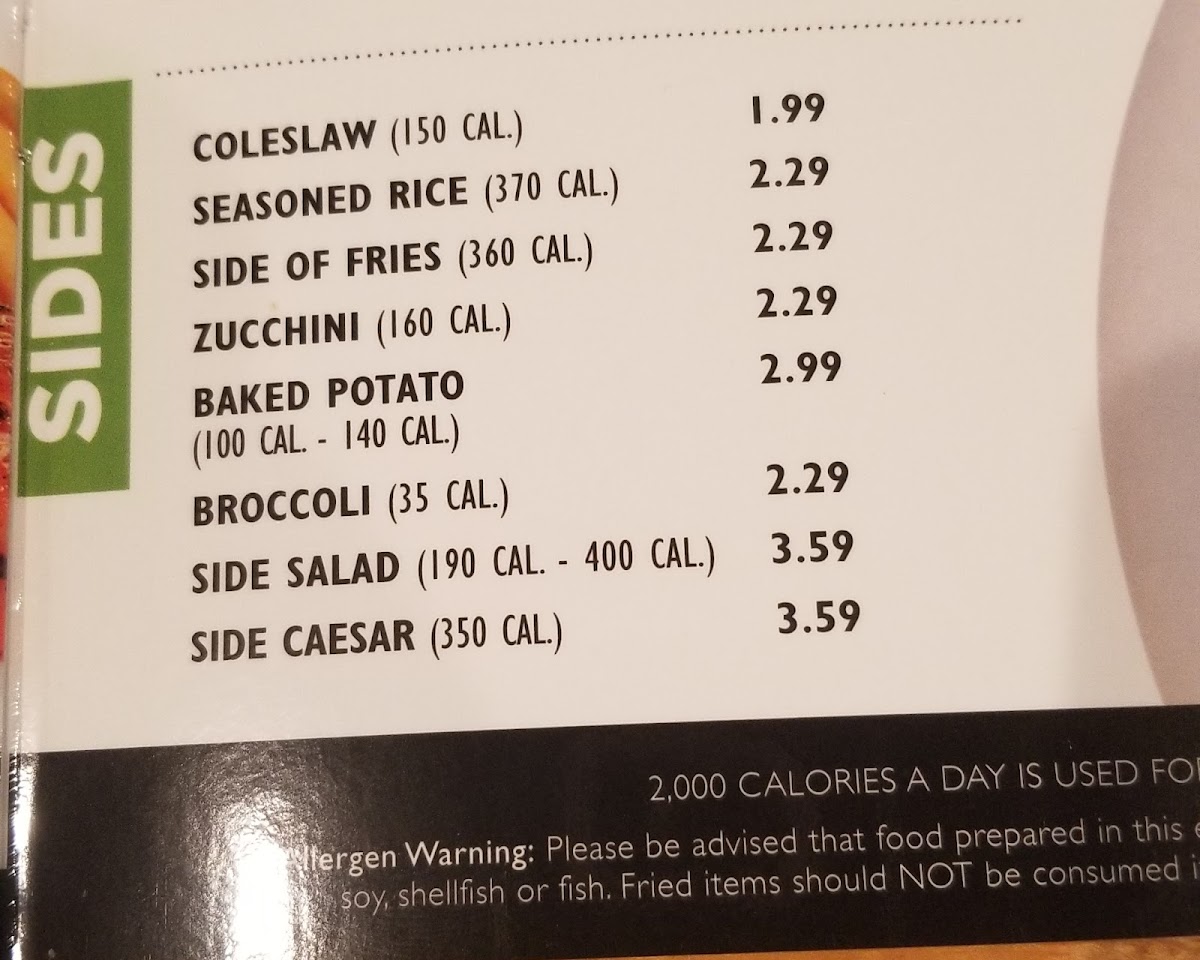 SIDES
COLESLAW (150 CAL.) 1.99
SEASONED RICE (370 CAL.) 2.29
SIDE OF FRIES (360 CAL.) 2.29
ZUCCHINI (160 CAL.) 2.29
BAKED POTATO 2.99
(100 CAL. - 140 CAL.)
BROCCOLI (35 CAL.) 2.29
SIDE SALAD (190 CAL. - 400 CAL.) 3.59
SIDE CAESAR (350 CAL.) 3.59
2,000 CALORIES A DAY IS USED
llergen Warning: Please be advised that food prepared in this
soy, shellfish or fish. Fried items should NOT be consumed